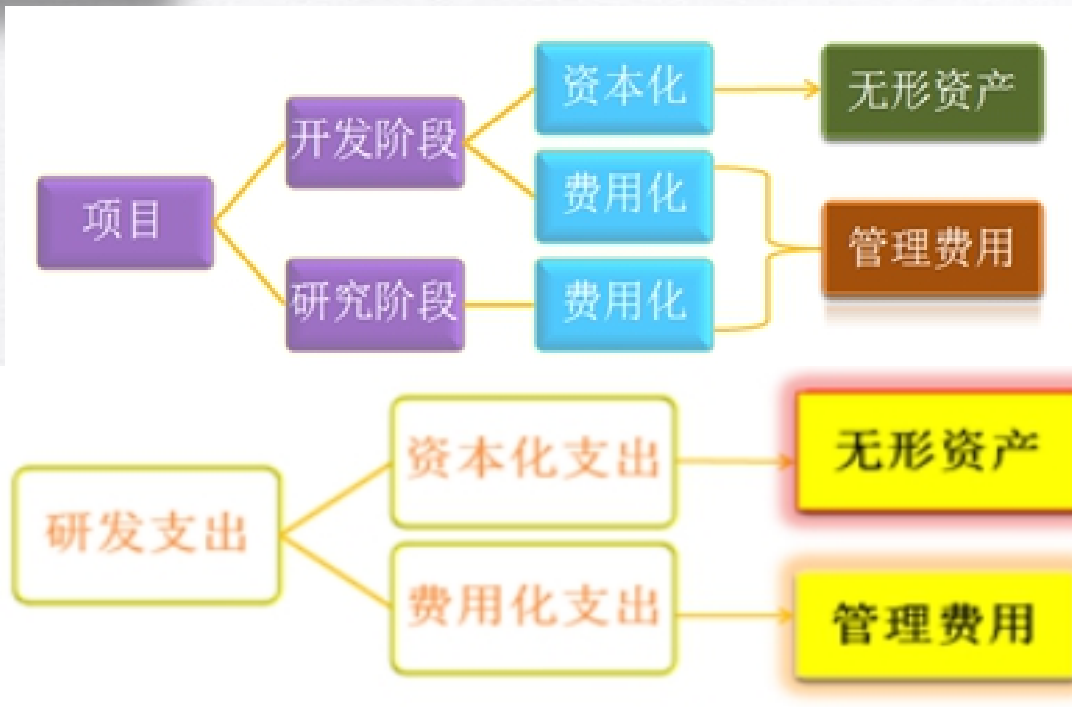 项目
开发阶段
研究阶段
资本化
费用化
费用化
无形资产
管理费用
研发支出
资本化支出
费用化支出
无形资产
管理费用